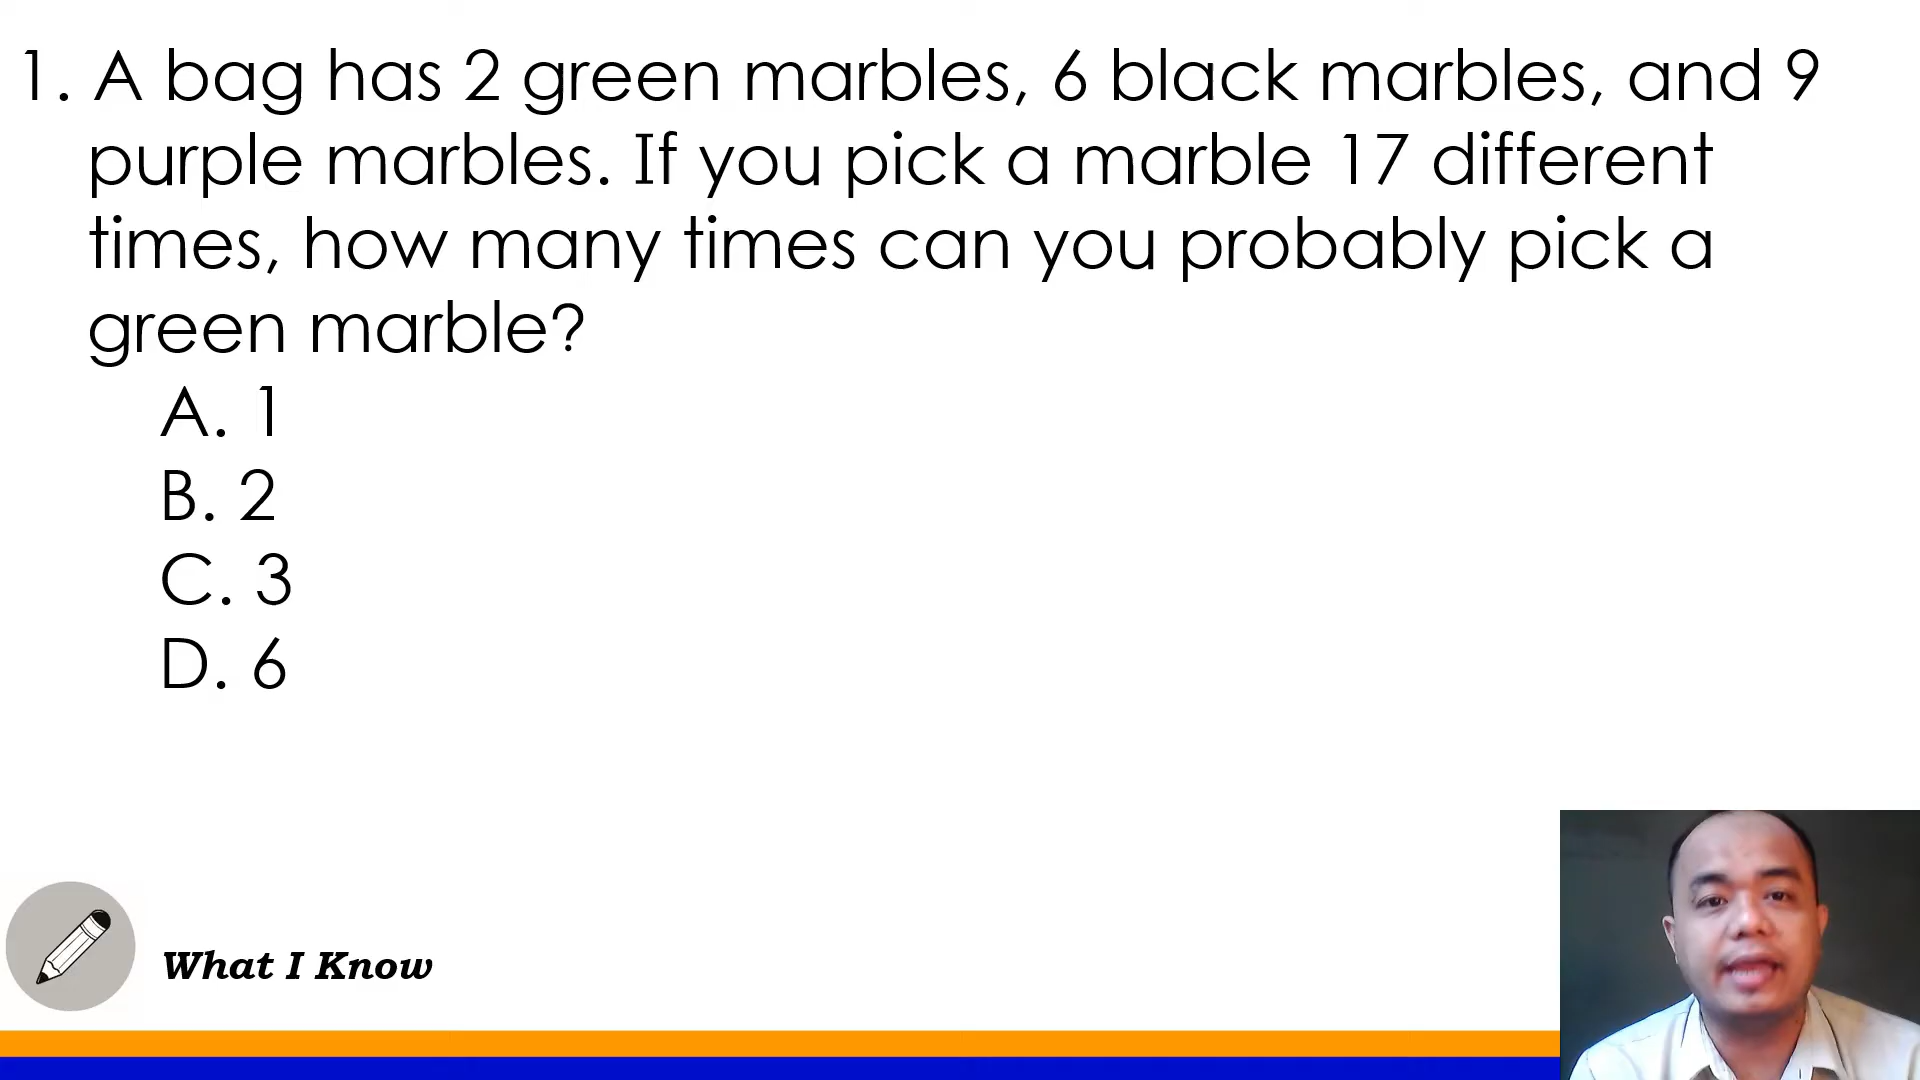 1. A bag has 2 green marbles, 6 black marbles, and 9
purple marbles. If you pick a marble 17 different
times, how many times can you probably pick a
green marble?
A. 1
B. 2
C. 3
D. 6
What I Know